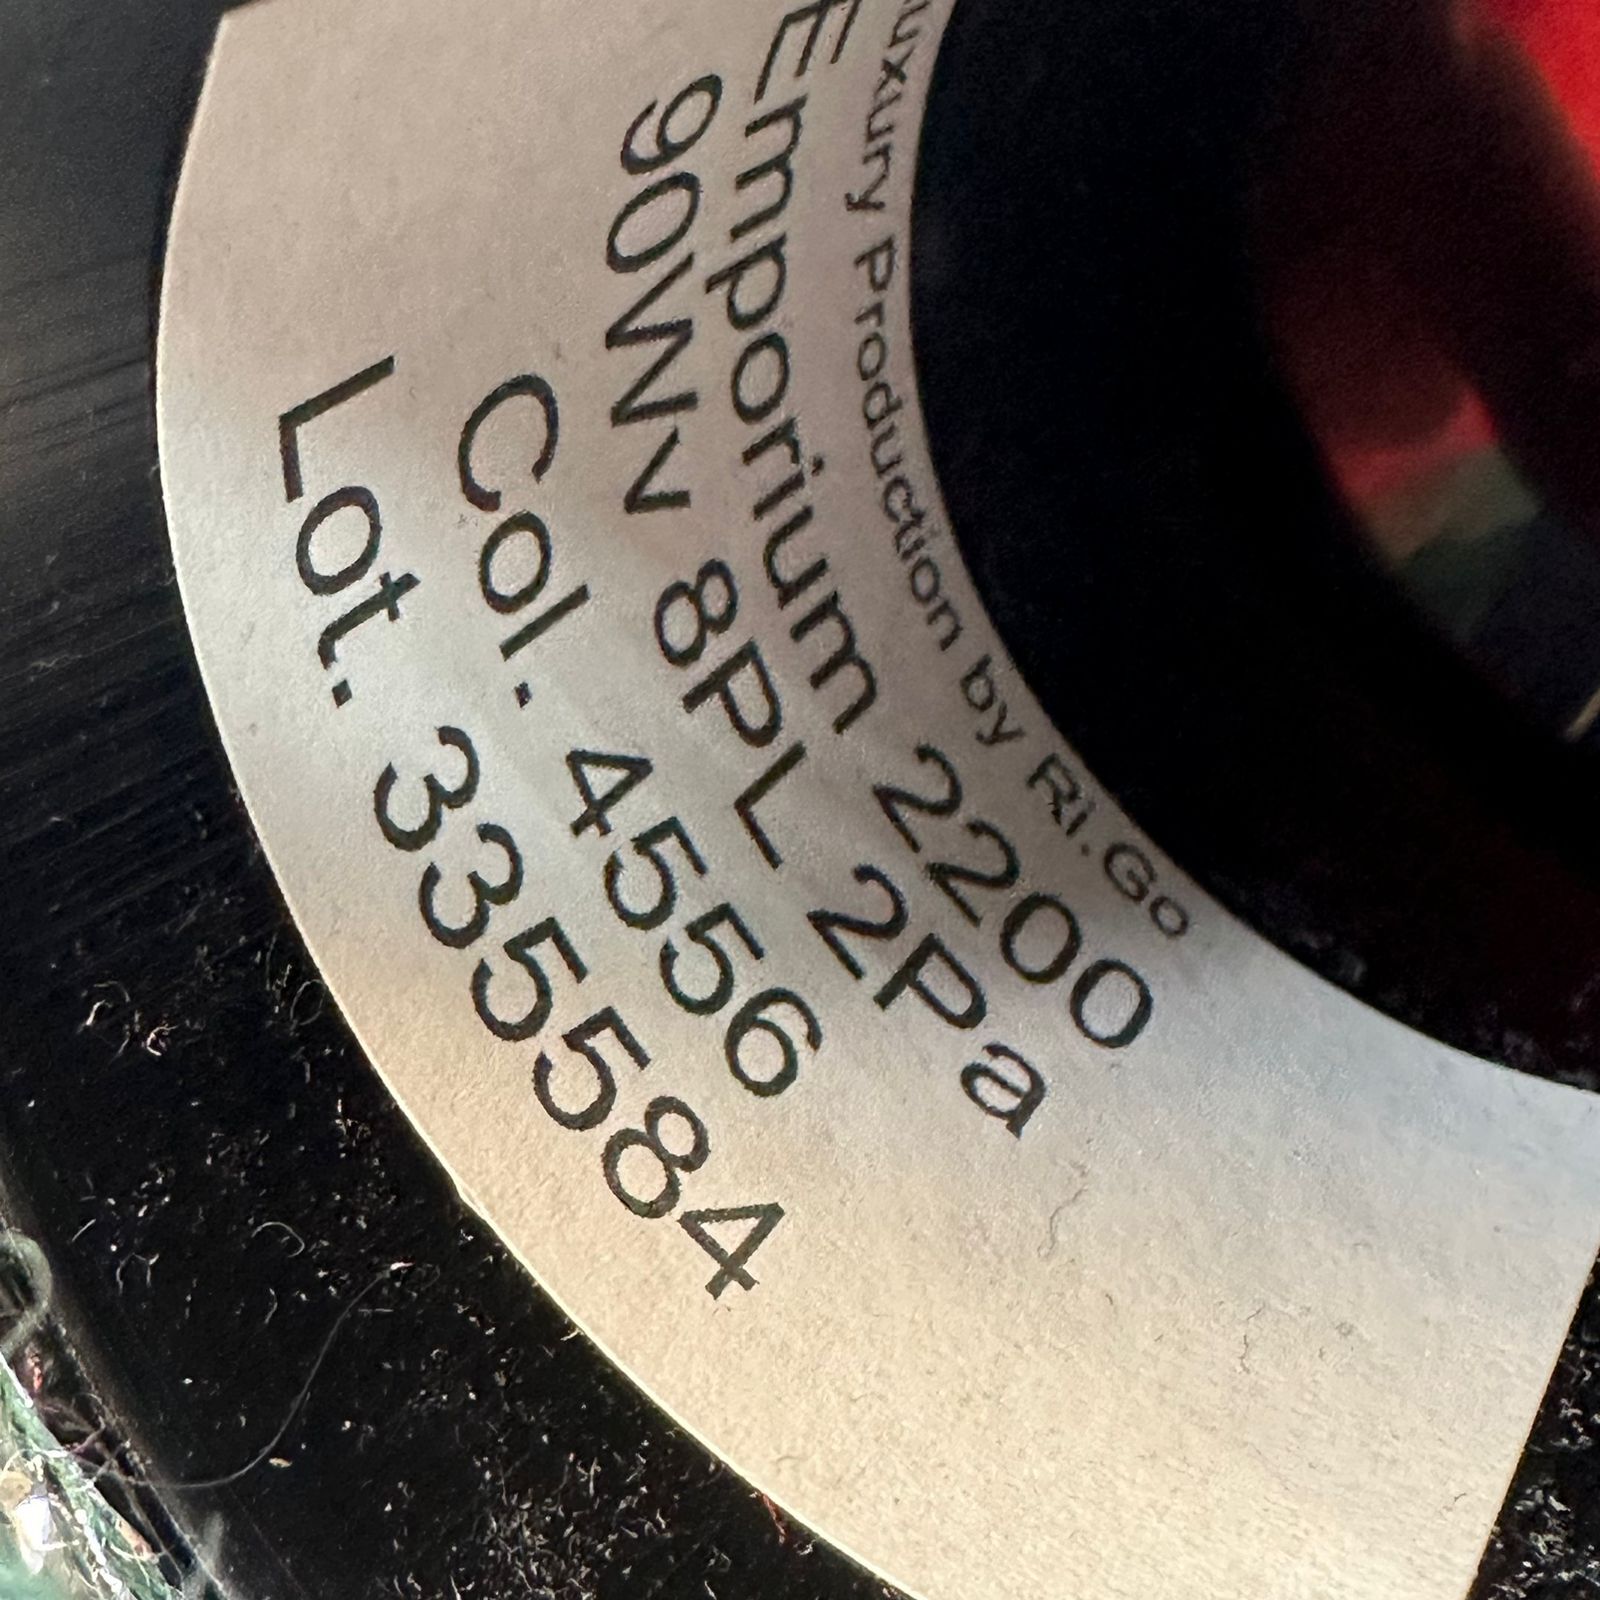 Luxury Production by Ri.Go
Emporium 2200
90Wv 8PL 2Pa
Col. 4556
Lot. 335584